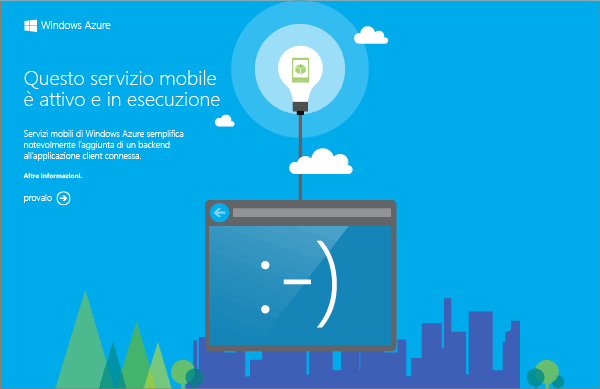 Windows Azure
Questo servizio mobile
è attivo e in esecuzione
Servizi mobili di Windows Azure semplifica
notevolmente l'aggiunta di un backend
all'applicazione client connessa.
Altre informazioni.
provalo
:-)